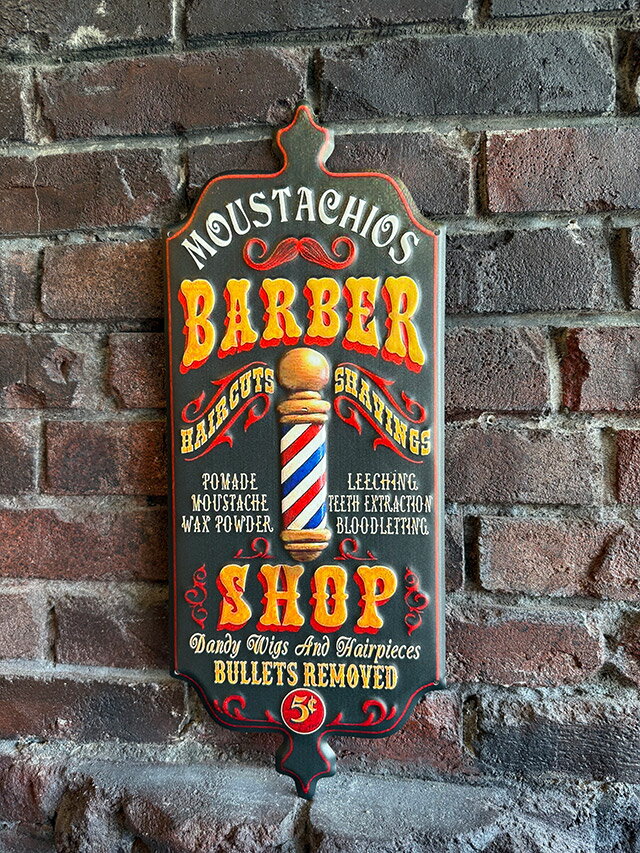 MOUSTACHIOS
BARBER
HAIRCUTS SHAVINGS
POMADE
MOUSTACHE
WAX POWDER
LEECHING
TEETH EXTRACTION
BLOODLETTING
SHOP
Dandy Wigs And Hairpieces
BULLETS REMOVED
5¢